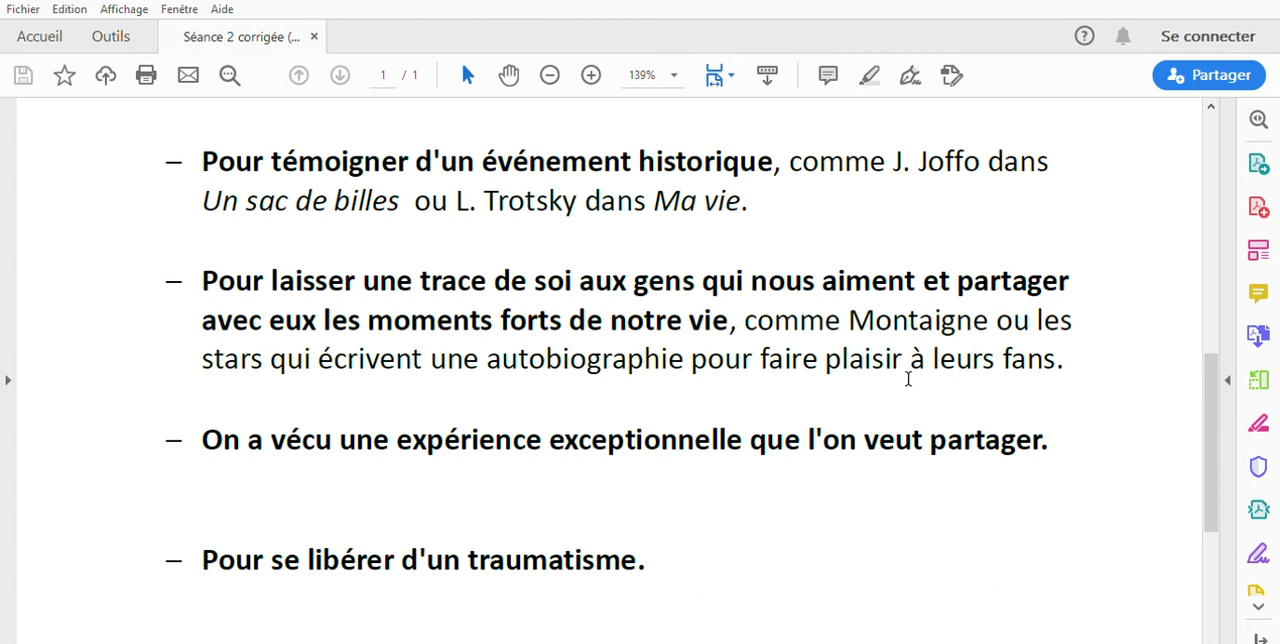 Fichier Edition Affichage Fenêtre Aide
Accueil Outils Séance 2 corrigée (... × Se connecter
1 / 1 139% Partager
– Pour témoigner d'un événement historique, comme J. Joffo dans
Un sac de billes ou L. Trotsky dans Ma vie.
– Pour laisser une trace de soi aux gens qui nous aiment et partager
avec eux les moments forts de notre vie, comme Montaigne ou les
stars qui écrivent une autobiographie pour faire plaisir à leurs fans.
– On a vécu une expérience exceptionnelle que l'on veut partager.
– Pour se libérer d'un traumatisme.